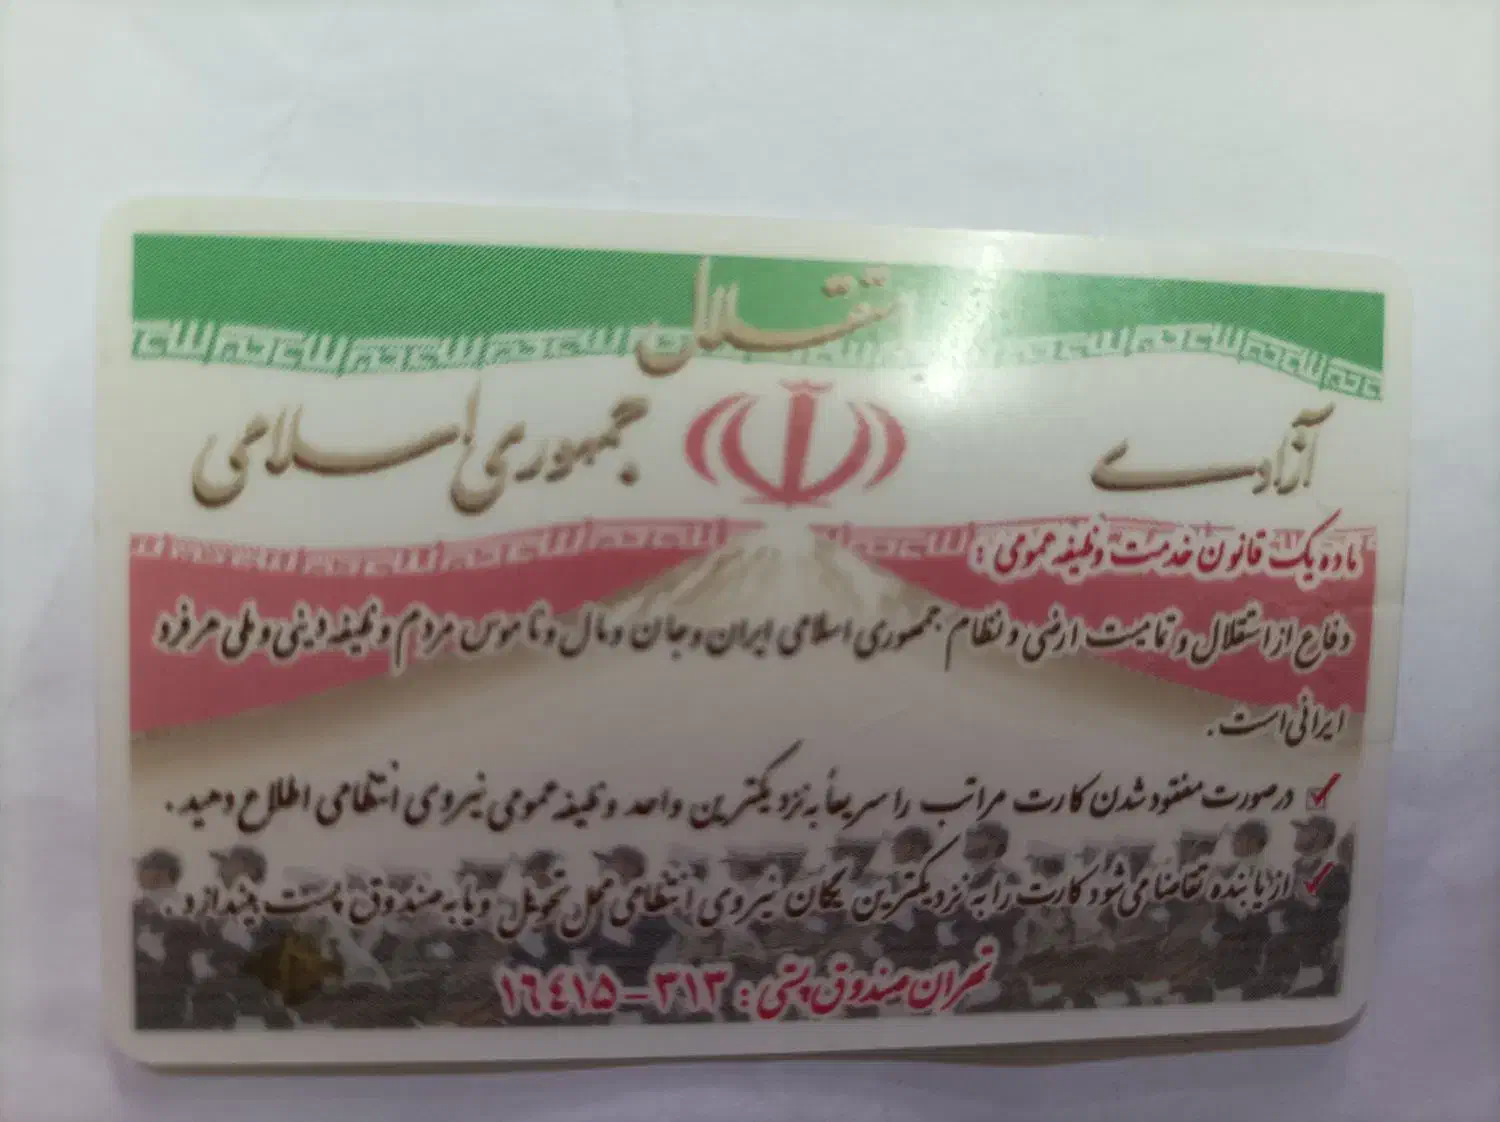 استقلال
آزادی
جمهوری اسلامی
ماده یک قانون خدمت وظیفه عمومی :
دفاع از استقلال و تمامیت ارضی و نظام جمهوری اسلامی ایران و جان و مال و ناموس مردم وظیفه دینی و ملی هر فرد
ایرانی است .
در صورت مفقود شدن کارت مراتب را سریعاً به نزدیکترین واحد وظیفه عمومی نیروی انتظامی اطلاع دهید .
از یابنده تقاضا می شود کارت را به نزدیکترین یگان نیروی انتظامی محل تحویل و یا به صندوق پست بیندازد .
تهران صندوق پستی : ۳۱۳-۱۶۴۱۵